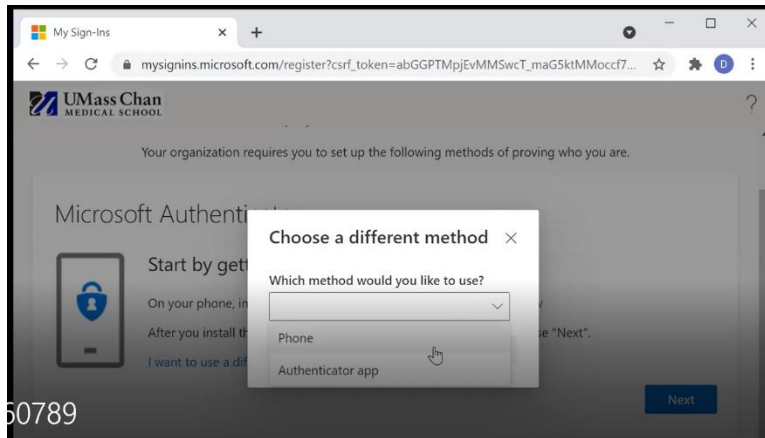 My Sign-Ins
mysignins.microsoft.com/register?csrf_token=abGGPTMpjEvMMSwcT_maG5ktMMoccf7...
D
UMass Chan
MEDICAL SCHOOL
?
Your organization requires you to set up the following methods of proving who you are.
Microsoft Authenti
Choose a different method
Start by gett
Which method would you like to use?
On your phone, in
After you install th
se "Next".
Phone
I want to use a dif
Authenticator app
Next
60789